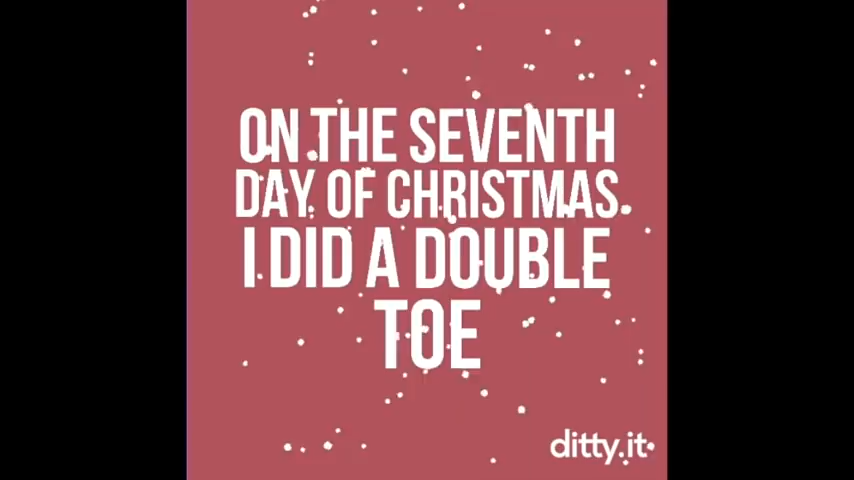 ON THE SEVENTH
DAY OF CHRISTMAS
I DID A DOUBLE
TOE
ditty.it